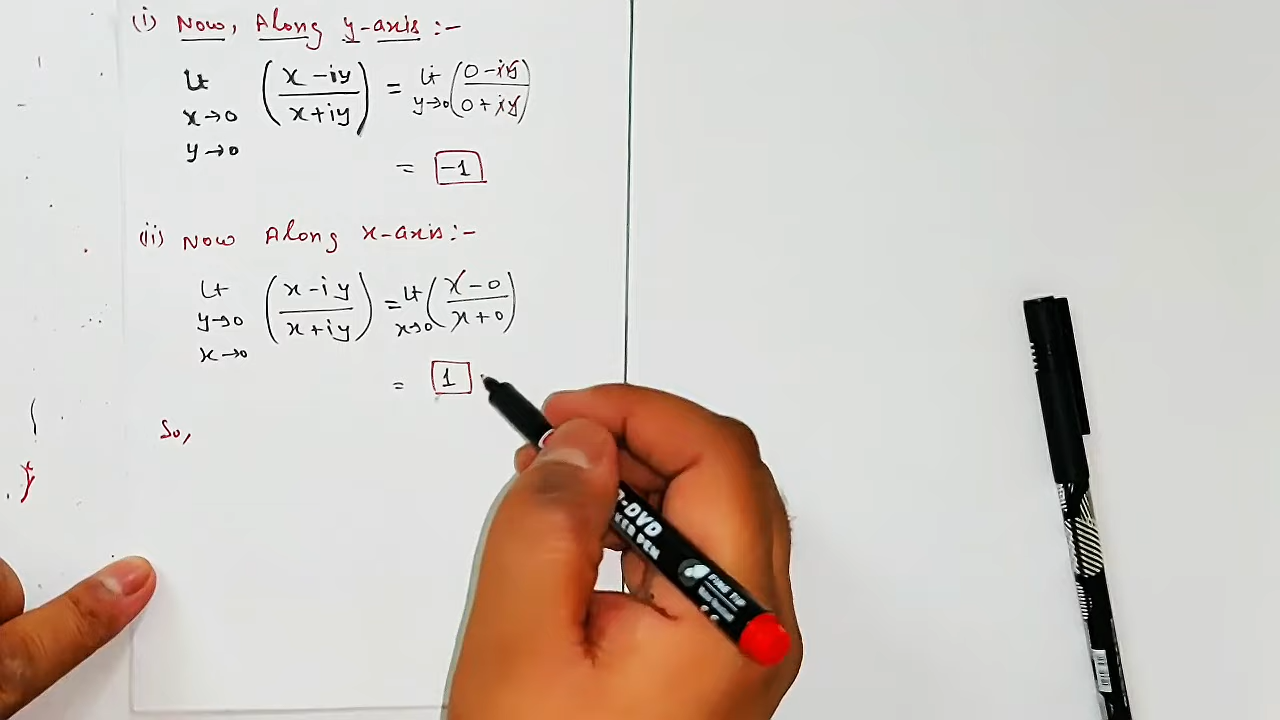 (i) Now, Along y-axis :-
Lt (x-iy / x+iy) = Lt (0-iy / 0+iy)
x→0 y→0
y→0
= -1
(ii) Now Along x-axis:-
Lt (x-iy / x+iy) = Lt (x-0 / x+0)
y→0 x→0
x→0
= 1
So,